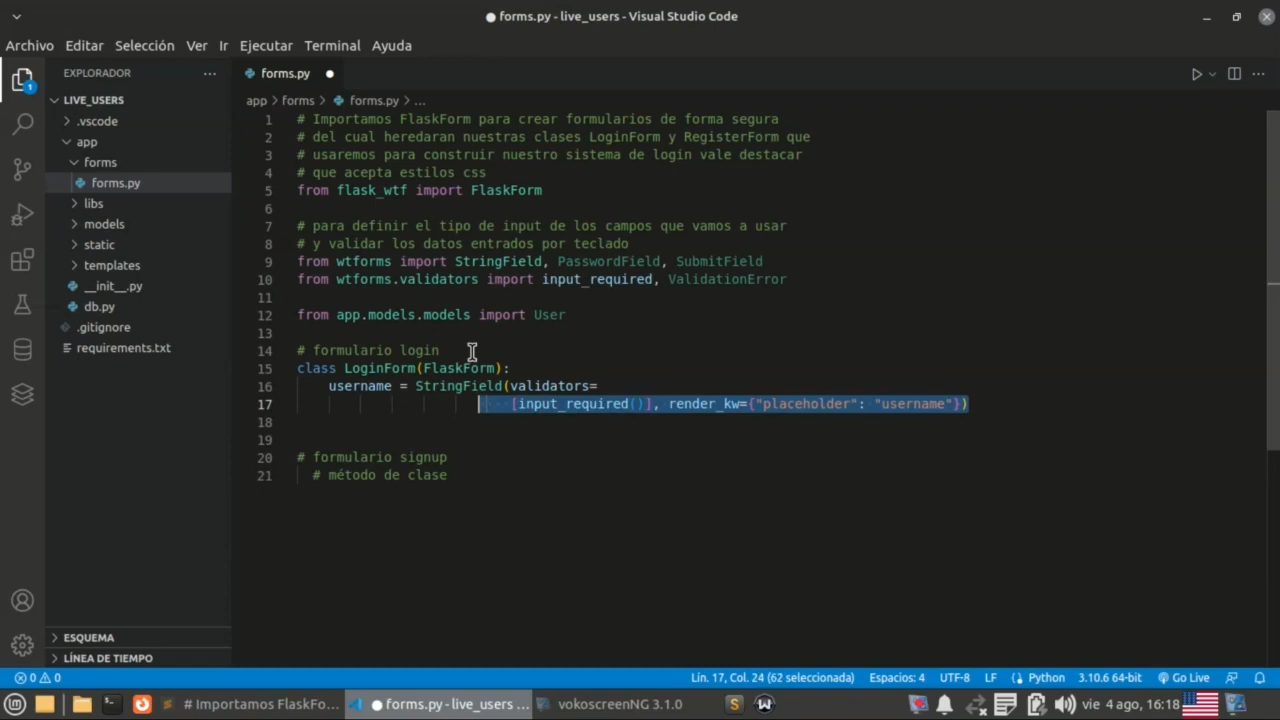 forms.py - live_users - Visual Studio Code
Archivo Editar Selección Ver Ir Ejecutar Terminal Ayuda
EXPLORADOR
forms.py
LIVE_USERS
.vscode
app
forms
forms.py
libs
models
static
templates
__init__.py
db.py
.gitignore
requirements.txt
ESQUEMA
LÍNEA DE TIEMPO
1
app > forms > forms.py > ...
1 # Importamos FlaskForm para crear formularios de forma segura
2 # del cual heredaran nuestras clases LoginForm y RegisterForm que
3 # usaremos para construir nuestro sistema de login vale destacar
4 # que acepta estilos css
5 from flask_wtf import FlaskForm
6
7 # para definir el tipo de input de los campos que vamos a usar
8 # y validar los datos entrados por teclado
9 from wtforms import StringField, PasswordField, SubmitField
10 from wtforms.validators import input_required, ValidationError
11
12 from app.models.models import User
13
14 # formulario login
15 class LoginForm(FlaskForm):
16 username = StringField(validators=
17 [input_required()], render_kw={"placeholder": "username"})
18
19
20 # formulario signup
21 # método de clase
0 0
Lín. 17, Col. 24 (62 seleccionada) Espacios: 4 UTF-8 LF Python 3.10.6 64-bit Go Live
# Importamos FlaskFo... forms.py - live_users ... vokoscreenNG 3.1.0 vie 4 ago, 16:18